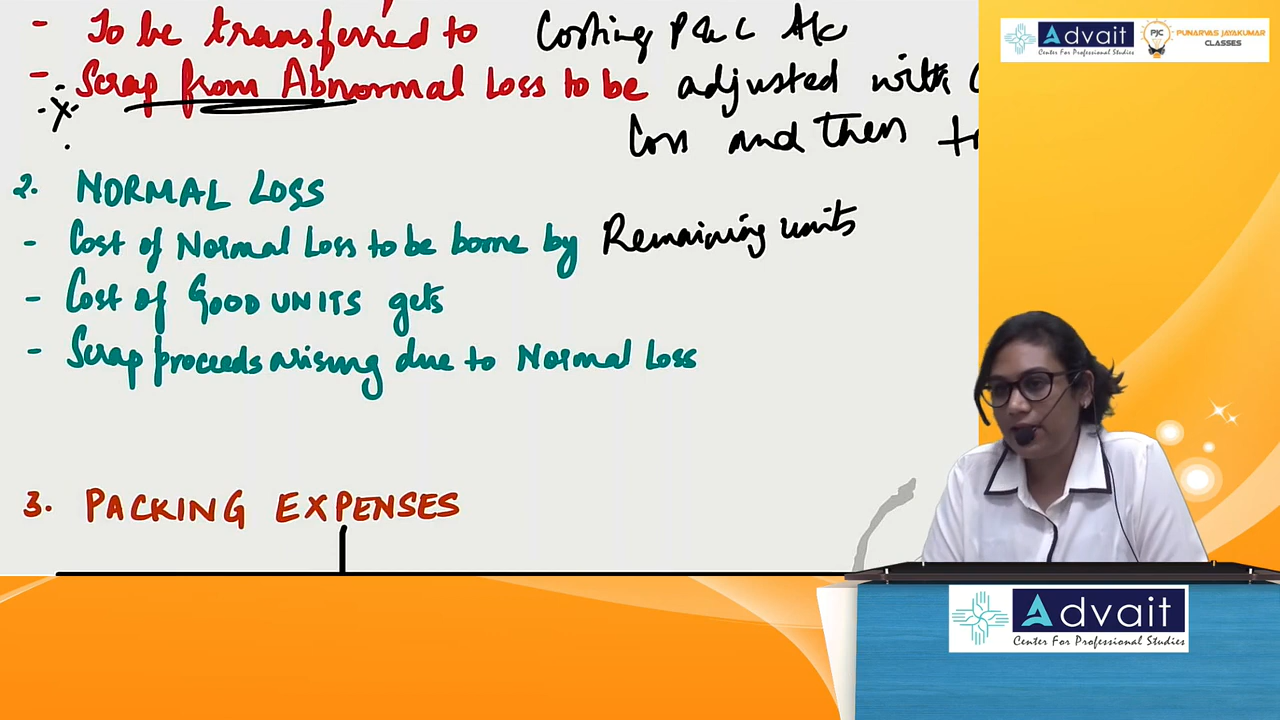 - To be transferred to Costing P & L A/c
- Scrap from Abnormal Loss to be adjusted with
Cost and then
2. NORMAL LOSS
- Cost of Normal Loss to be borne by Remaining units
- Cost of GOOD UNITS gets
- Scrap proceeds arising due to Normal Loss
3. PACKING EXPENSES
Advait
Center For Professional Studies
PJC
PUNARVAS JAYAKUMAR
CLASSES
Advait
Center For Professional Studies